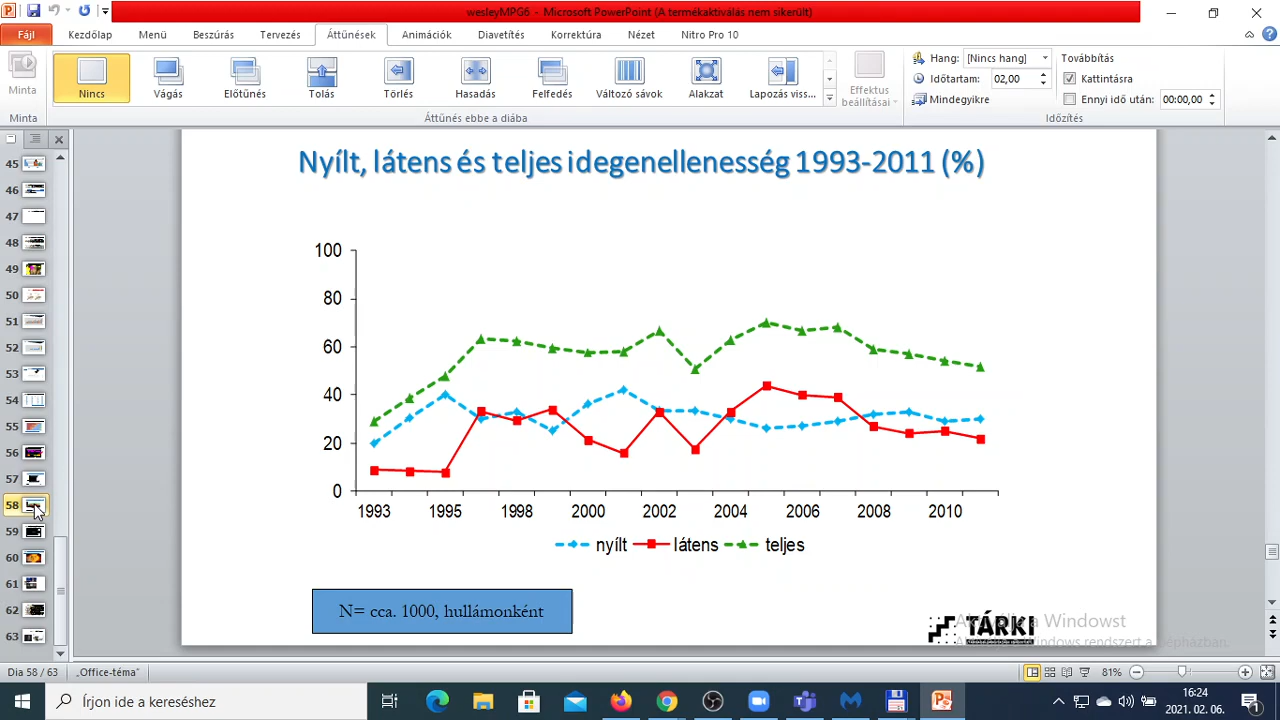 wesleyMPG6 - Microsoft PowerPoint (A termékaktiválás nem sikerült)
Fájl Kezdőlap Menü Beszúrás Tervezés Áttűnések Animációk Diavetítés Korrektúra Nézet Nitro Pro 10
Minta Nincs Vágás Előtűnés Tolás Törlés Hasadás Felfedés Változó sávok Alakzat Lapozás viss... Effektus beállításai
Hang: [Nincs hang] Továbbítás
Időtartam: 02,00 Kattintásra
Mindegyikre Ennyi idő után: 00:00,00
Minta Áttűnés ebbe a diába Időzítés
45
46
47
48
49
50
51
52
53
54
55
56
57
58
59
60
61
62
63
Nyílt, látens és teljes idegenellenesség 1993-2011 (%)
100
80
60
40
20
0
1993 1995 1998 2000 2002 2004 2006 2008 2010
nyílt látens teljes
N= cca. 1000, hullámonként
TÁRKI
Dia 58 / 63 „Office-téma” 81%
Írjon ide a kereséshez
16:24
2021. 02. 06.
1